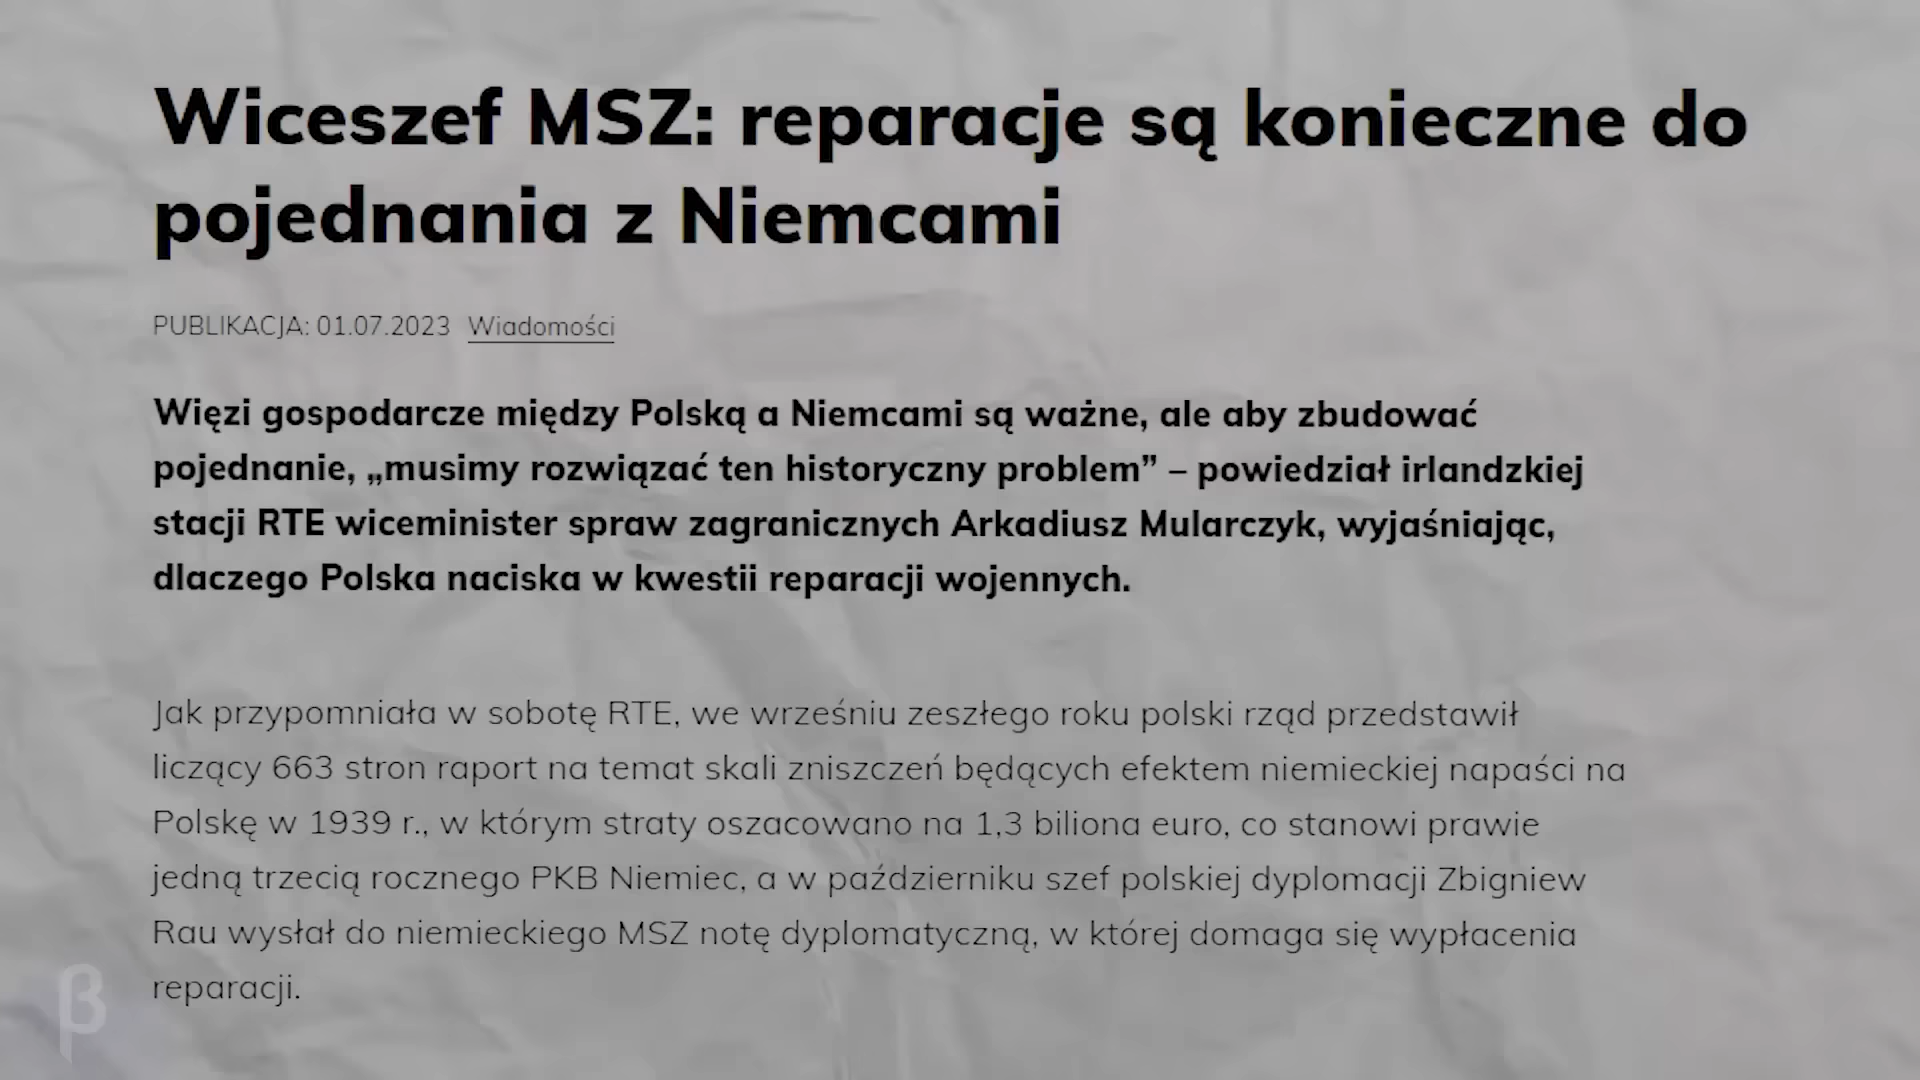 Wiceszef MSZ: reparacje są konieczne do
pojednania z Niemcami
PUBLIKACJA: 01.07.2023 Wiadomości
Więzi gospodarcze między Polską a Niemcami są ważne, ale aby zbudować
pojednanie, „musimy rozwiązać ten historyczny problem” – powiedział irlandzkiej
stacji RTE wiceminister spraw zagranicznych Arkadiusz Mularczyk, wyjaśniając,
dlaczego Polska naciska w kwestii reparacji wojennych.
Jak przypomniała w sobotę RTE, we wrześniu zeszłego roku polski rząd przedstawił
liczący 663 stron raport na temat skali zniszczeń będących efektem niemieckiej napaści na
Polskę w 1939 r., w którym straty oszacowano na 1,3 biliona euro, co stanowi prawie
jedną trzecią rocznego PKB Niemiec, a w październiku szef polskiej dyplomacji Zbigniew
Rau wysłał do niemieckiego MSZ notę dyplomatyczną, w której domaga się wypłacenia
reparacji.
β